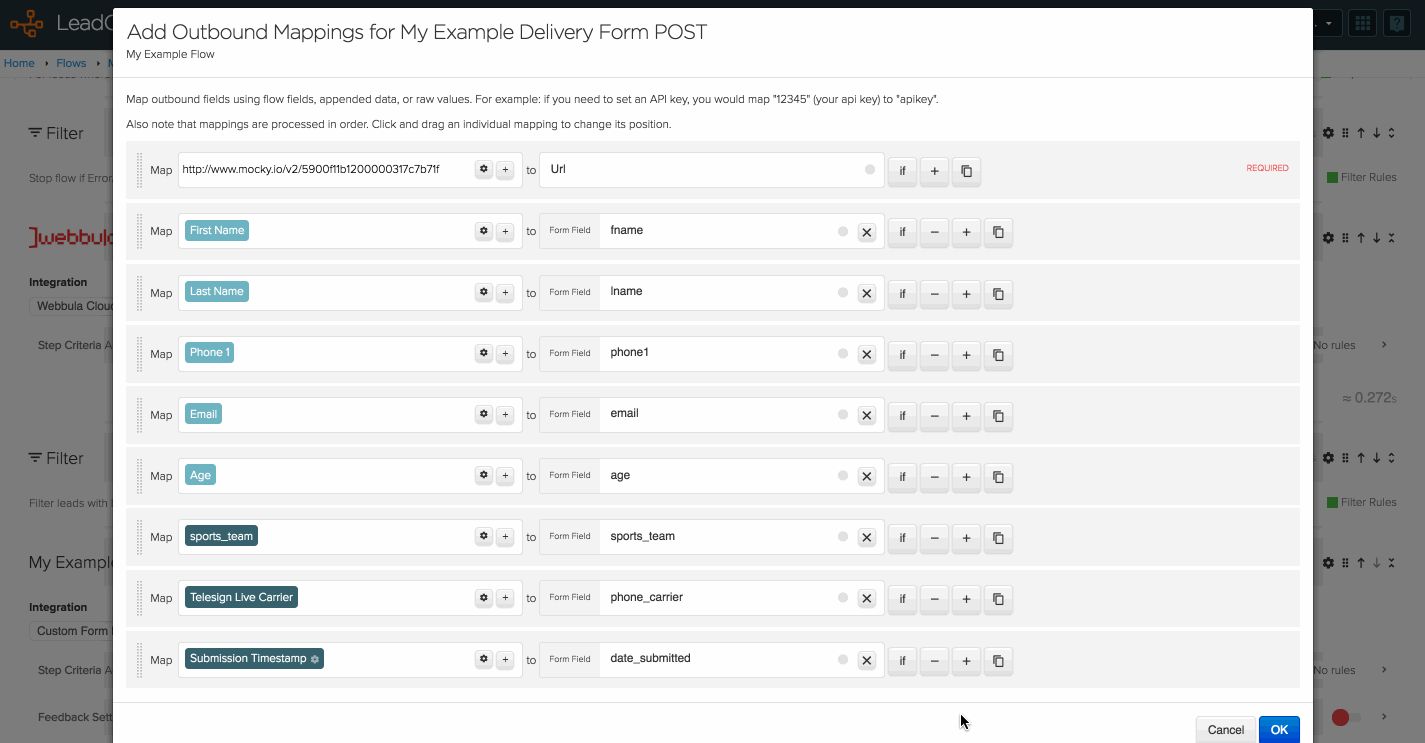 LeadC
Add Outbound Mappings for My Example Delivery Form POST
My Example Flow
Home
Flows
Map outbound fields using flow fields, appended data, or raw values. For example: if you need to set an API key, you would map "12345" (your api key) to "apikey".
Also note that mappings are processed in order. Click and drag an individual mapping to change its position.
Filter
Map http://www.mocky.io/v2/5900f11b1200000317c7b71f + to Url if + REQUIRED
Stop flow if Error
Filter Rules
Map First Name + to Form Field fname if − +
webbula
Integration
Map Last Name + to Form Field lname if − +
Webbula Cloud
Step Criteria A
No rules
Map Phone 1 + to Form Field phone1 if − +
≈ 0.272s
Map Email + to Form Field email if − +
Filter
Map Age + to Form Field age if − +
Filter leads with
Filter Rules
Map sports_team + to Form Field sports_team if − +
My Example
Map Telesign Live Carrier + to Form Field phone_carrier if − +
Integration
Custom Form
Map Submission Timestamp + to Form Field date_submitted if − +
Step Criteria A
No rules
Feedback Sett
Cancel
OK